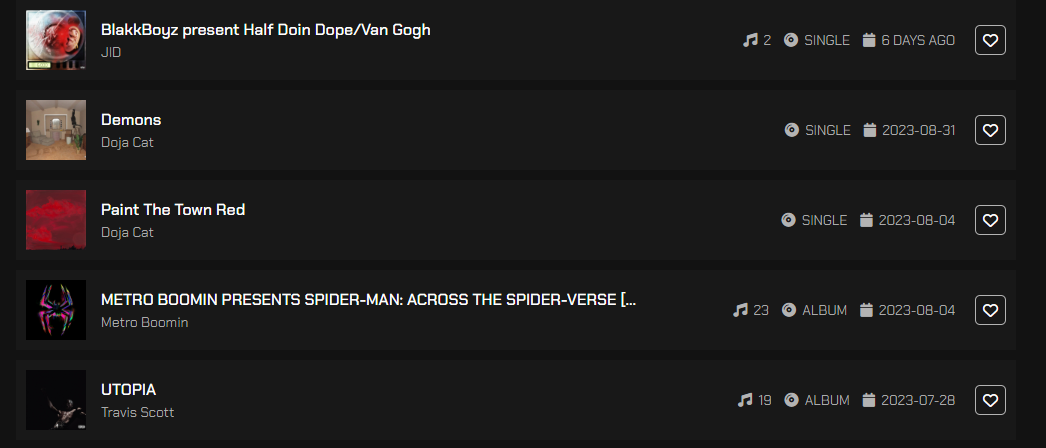 BlakkBoyz present Half Doin Dope/Van Gogh
JID
2 SINGLE 6 DAYS AGO
Demons
Doja Cat
SINGLE 2023-08-31
Paint The Town Red
Doja Cat
SINGLE 2023-08-04
METRO BOOMIN PRESENTS SPIDER-MAN: ACROSS THE SPIDER-VERSE [...
Metro Boomin
23 ALBUM 2023-08-04
UTOPIA
Travis Scott
19 ALBUM 2023-07-28